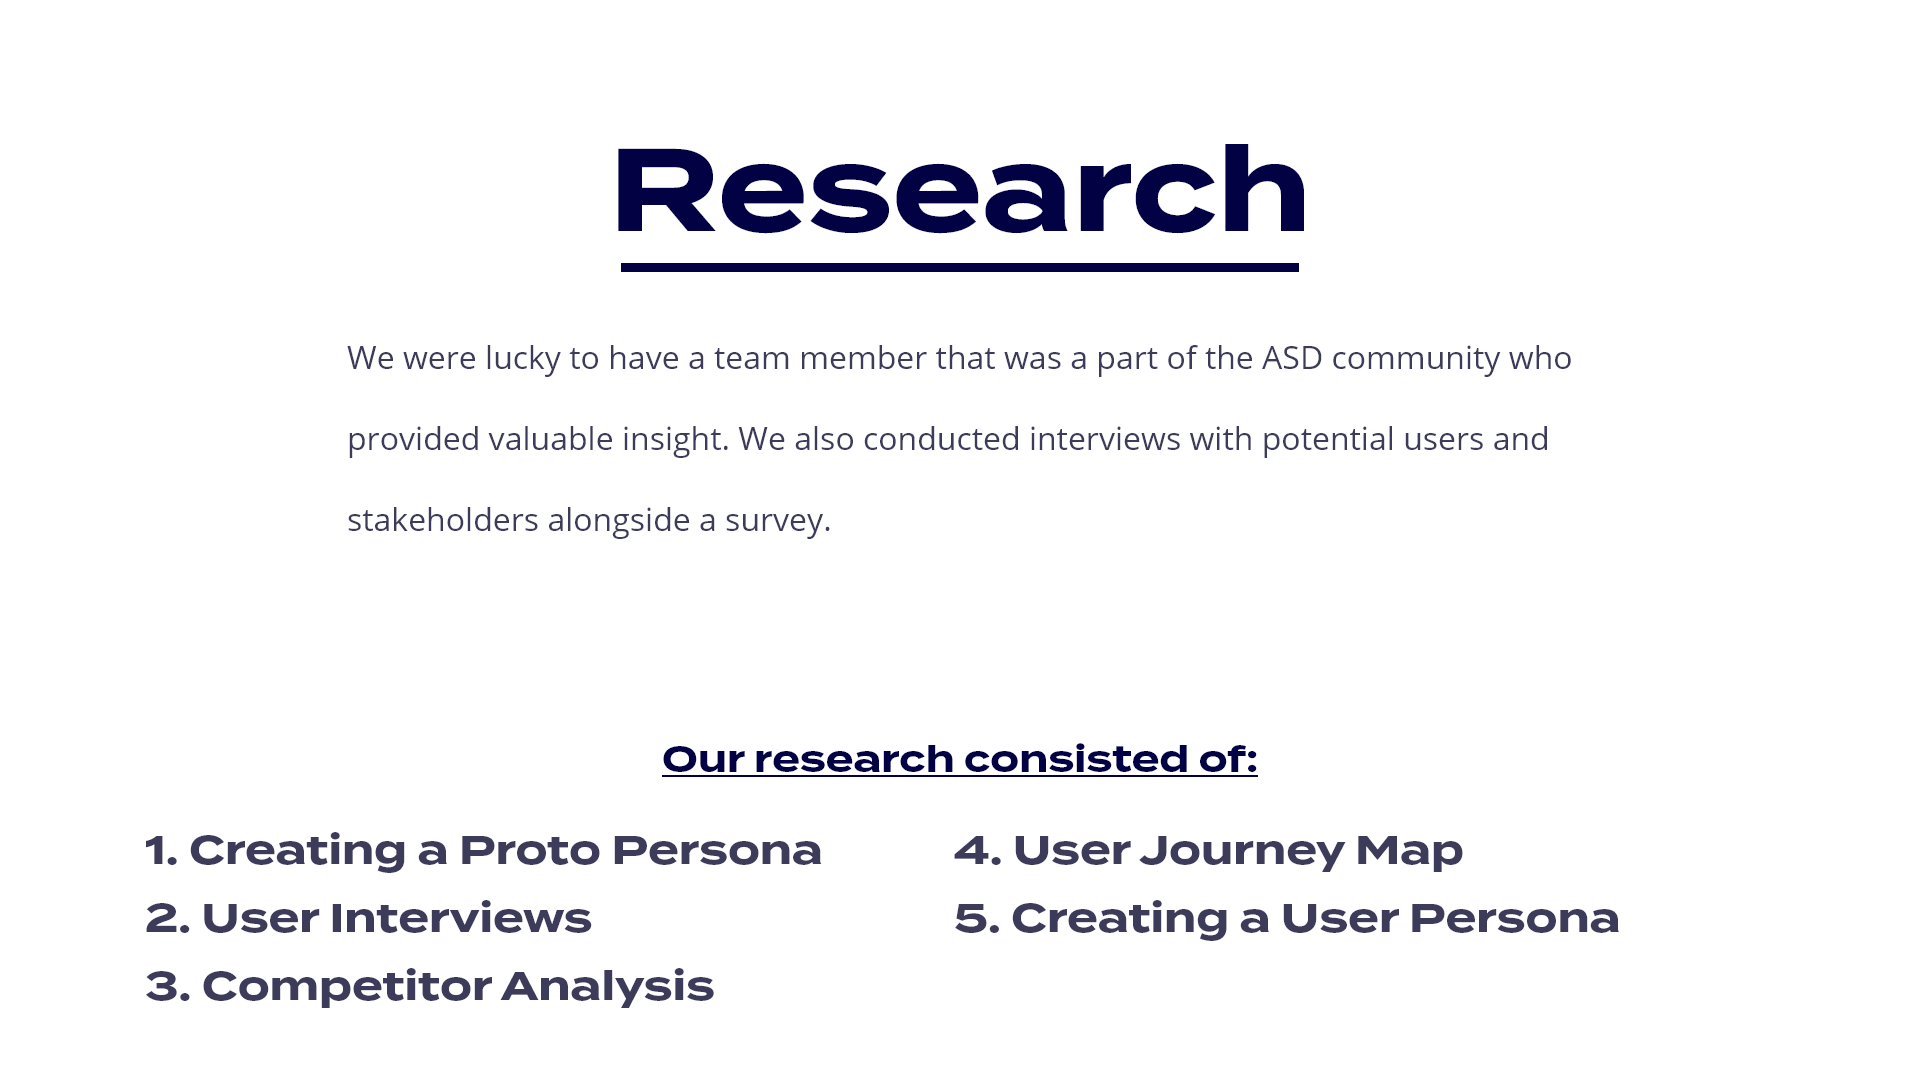 Research
We were lucky to have a team member that was a part of the ASD community who
provided valuable insight. We also conducted interviews with potential users and
stakeholders alongside a survey.
Our research consisted of:
1. Creating a Proto Persona
2. User Interviews
3. Competitor Analysis
4. User Journey Map
5. Creating a User Persona